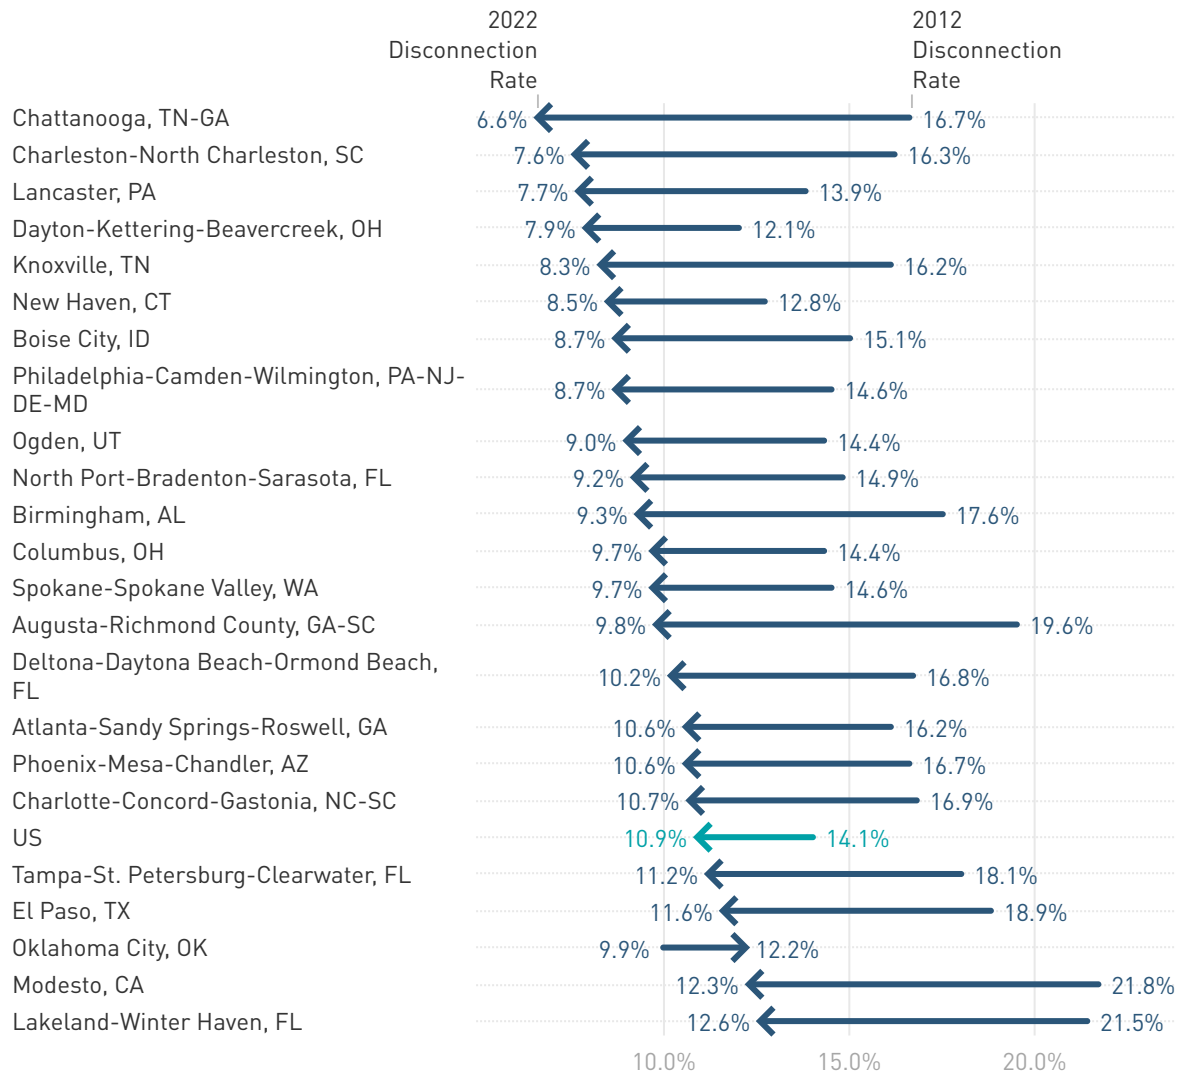 2022
Disconnection
Rate
2012
Disconnection
Rate
Chattanooga, TN-GA 6.6% 16.7%
Charleston-North Charleston, SC 7.6% 16.3%
Lancaster, PA 7.7% 13.9%
Dayton-Kettering-Beavercreek, OH 7.9% 12.1%
Knoxville, TN 8.3% 16.2%
New Haven, CT 8.5% 12.8%
Boise City, ID 8.7% 15.1%
Philadelphia-Camden-Wilmington, PA-NJ-
DE-MD 8.7% 14.6%
Ogden, UT 9.0% 14.4%
North Port-Bradenton-Sarasota, FL 9.2% 14.9%
Birmingham, AL 9.3% 17.6%
Columbus, OH 9.7% 14.4%
Spokane-Spokane Valley, WA 9.7% 14.6%
Augusta-Richmond County, GA-SC 9.8% 19.6%
Deltona-Daytona Beach-Ormond Beach,
FL 10.2% 16.8%
Atlanta-Sandy Springs-Roswell, GA 10.6% 16.2%
Phoenix-Mesa-Chandler, AZ 10.6% 16.7%
Charlotte-Concord-Gastonia, NC-SC 10.7% 16.9%
US 10.9% 14.1%
Tampa-St. Petersburg-Clearwater, FL 11.2% 18.1%
El Paso, TX 11.6% 18.9%
Oklahoma City, OK 9.9% 12.2%
Modesto, CA 12.3% 21.8%
Lakeland-Winter Haven, FL 12.6% 21.5%
10.0% 15.0% 20.0%